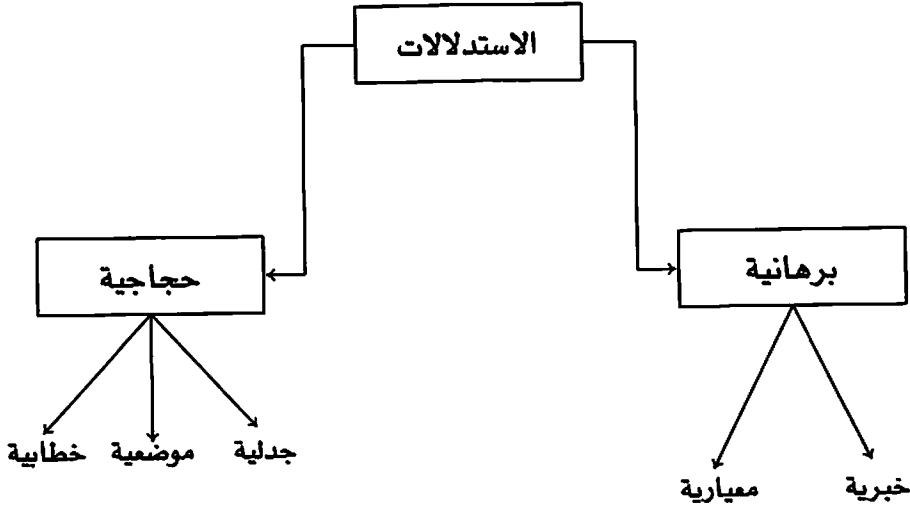 الاستدلالات
برهانية
حجاجية
خبرية
معيارية
جدلية
موضعية
خطابية